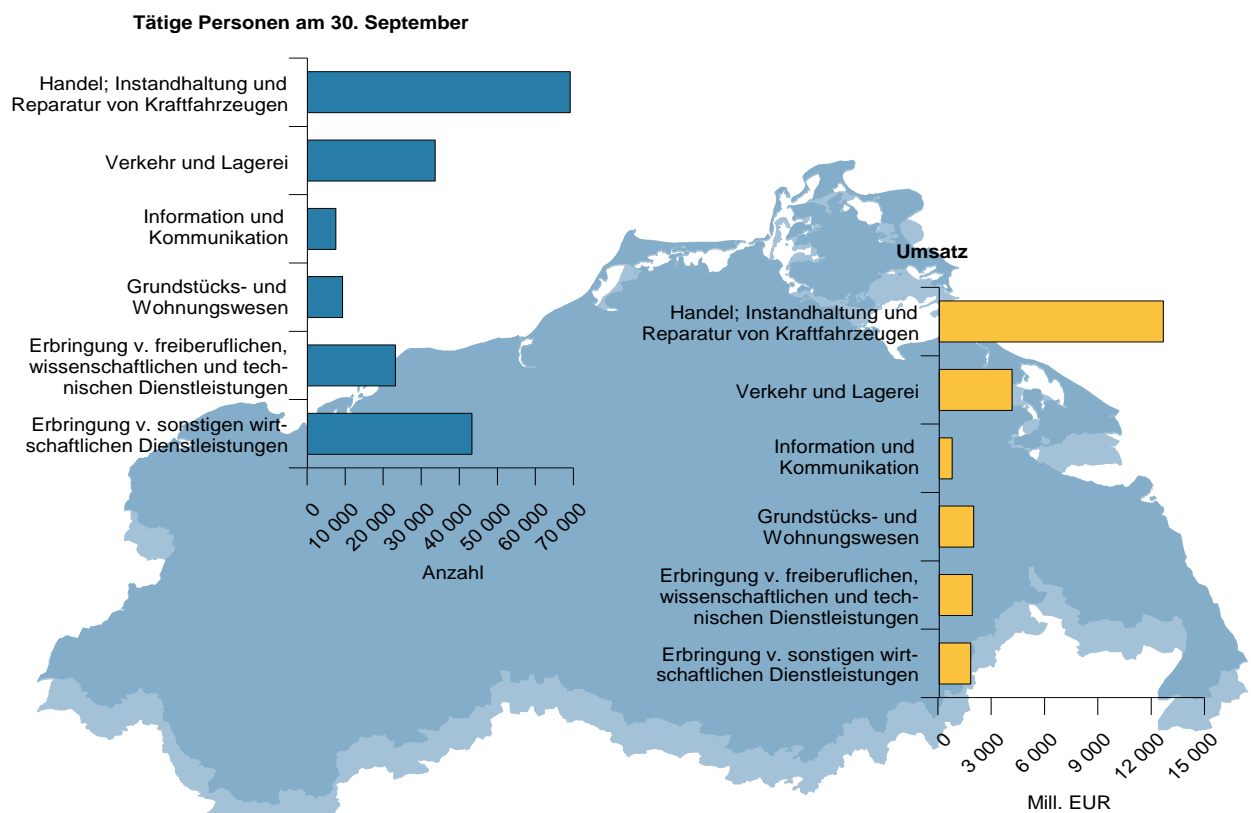 Tätige Personen am 30. September
Handel; Instandhaltung und
Reparatur von Kraftfahrzeugen
Verkehr und Lagerei
Information und
Kommunikation
Grundstücks- und
Wohnungswesen
Erbringung v. freiberuflichen,
wissenschaftlichen und tech-
nischen Dienstleistungen
Erbringung v. sonstigen wirt-
schaftlichen Dienstleistungen
0
10 000
20 000
30 000
40 000
50 000
60 000
70 000
Anzahl
Umsatz
Handel; Instandhaltung und
Reparatur von Kraftfahrzeugen
Verkehr und Lagerei
Information und
Kommunikation
Grundstücks- und
Wohnungswesen
Erbringung v. freiberuflichen,
wissenschaftlichen und tech-
nischen Dienstleistungen
Erbringung v. sonstigen wirt-
schaftlichen Dienstleistungen
0
3 000
6 000
9 000
12 000
15 000
Mill. EUR